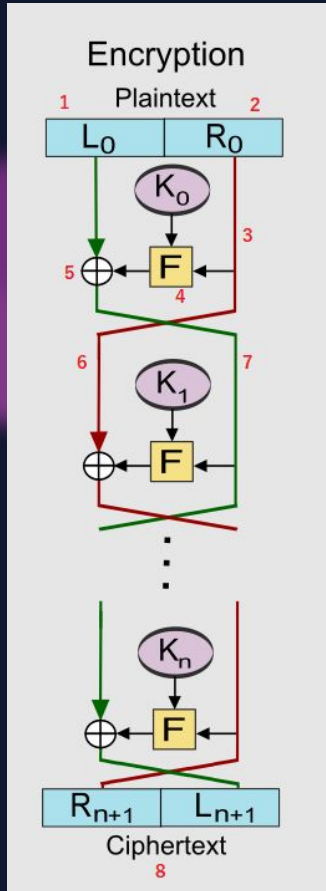 Encryption
1 Plaintext 2
L₀ R₀
K₀
3
5 F
4
6 7
K₁
F
Kₙ
F
Rₙ₊₁ Lₙ₊₁
Ciphertext
8